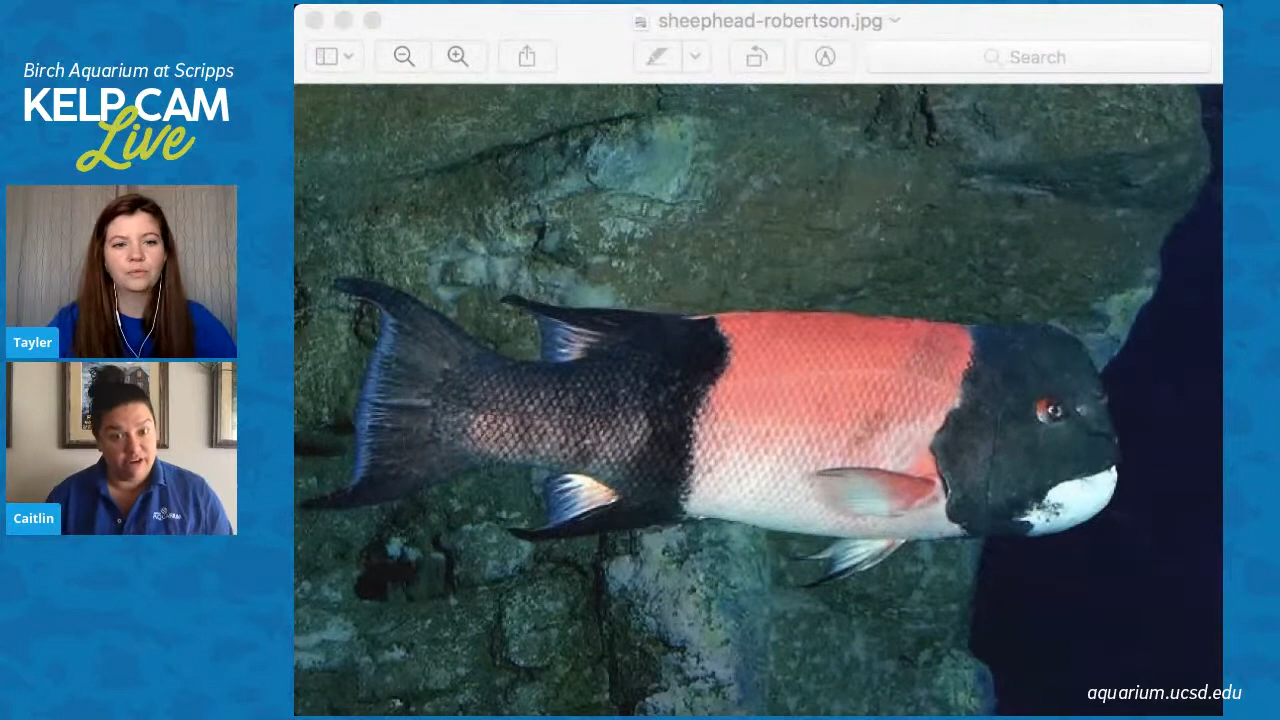 Birch Aquarium at Scripps
KELP CAM
Live
Tayler
Caitlin
sheephead-robertson.jpg
Search
aquarium.ucsd.edu